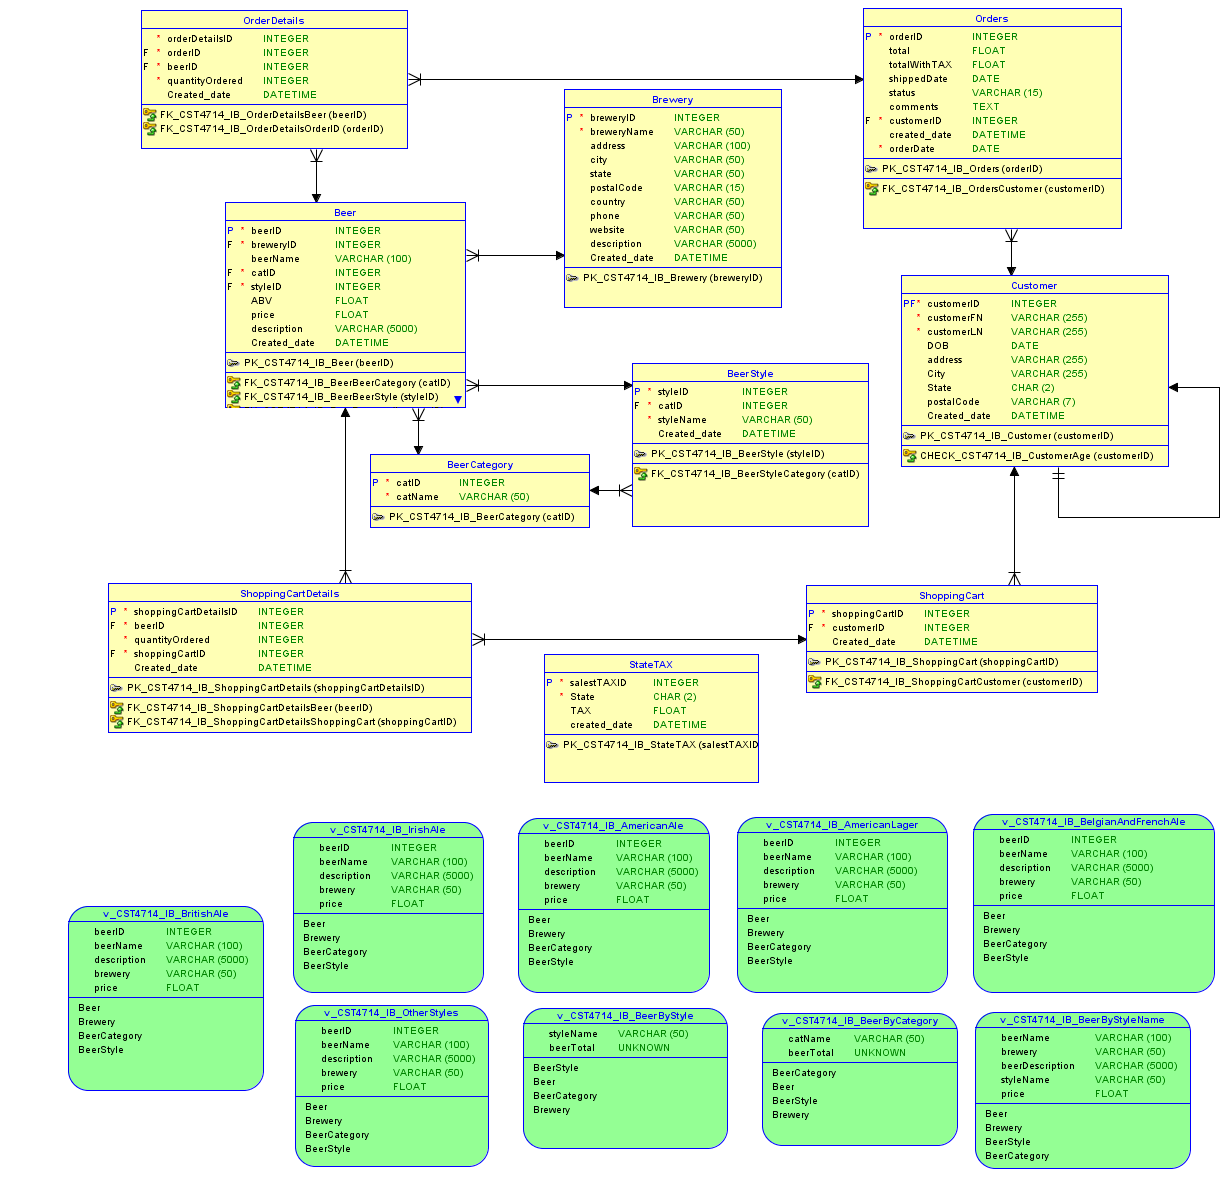 OrderDetails
* orderDetailsID INTEGER
F * orderID INTEGER
F * beerID INTEGER
* quantityOrdered INTEGER
Created_date DATETIME
FK_CST4714_IB_OrderDetailsBeer (beerID)
FK_CST4714_IB_OrderDetailsOrderID (orderID)
Orders
P * orderID INTEGER
total FLOAT
totalWithTAX FLOAT
shippedDate DATE
status VARCHAR (15)
comments TEXT
F * customerID INTEGER
created_date DATETIME
* orderDate DATE
PK_CST4714_IB_Orders (orderID)
FK_CST4714_IB_OrdersCustomer (customerID)
Brewery
P * breweryID INTEGER
* breweryName VARCHAR (50)
address VARCHAR (100)
city VARCHAR (50)
state VARCHAR (50)
postalCode VARCHAR (15)
country VARCHAR (50)
phone VARCHAR (50)
website VARCHAR (50)
description VARCHAR (5000)
Created_date DATETIME
PK_CST4714_IB_Brewery (breweryID)
Beer
P * beerID INTEGER
F * breweryID INTEGER
beerName VARCHAR (100)
F * catID INTEGER
F * styleID INTEGER
ABV FLOAT
price FLOAT
description VARCHAR (5000)
Created_date DATETIME
PK_CST4714_IB_Beer (beerID)
FK_CST4714_IB_BeerBeerCategory (catID)
FK_CST4714_IB_BeerBeerStyle (styleID)
Customer
PF * customerID INTEGER
* customerFN VARCHAR (255)
* customerLN VARCHAR (255)
DOB DATE
address VARCHAR (255)
City VARCHAR (255)
State CHAR (2)
postalCode VARCHAR (7)
Created_date DATETIME
PK_CST4714_IB_Customer (customerID)
CHECK_CST4714_IB_CustomerAge (customerID)
BeerStyle
P * styleID INTEGER
F * catID INTEGER
* styleName VARCHAR (50)
Created_date DATETIME
PK_CST4714_IB_BeerStyle (styleID)
FK_CST4714_IB_BeerStyleCategory (catID)
BeerCategory
P * catID INTEGER
* catName VARCHAR (50)
PK_CST4714_IB_BeerCategory (catID)
ShoppingCartDetails
P * shoppingCartDetailsID INTEGER
F * beerID INTEGER
* quantityOrdered INTEGER
F * shoppingCartID INTEGER
Created_date DATETIME
PK_CST4714_IB_ShoppingCartDetails (shoppingCartDetailsID)
FK_CST4714_IB_ShoppingCartDetailsBeer (beerID)
FK_CST4714_IB_ShoppingCartDetailsShoppingCart (shoppingCartID)
ShoppingCart
P * shoppingCartID INTEGER
F * customerID INTEGER
Created_date DATETIME
PK_CST4714_IB_ShoppingCart (shoppingCartID)
FK_CST4714_IB_ShoppingCartCustomer (customerID)
StateTAX
P * salestTAXID INTEGER
* State CHAR (2)
TAX FLOAT
created_date DATETIME
PK_CST4714_IB_StateTAX (salestTAXID
v_CST4714_IB_IrishAle
beerID INTEGER
beerName VARCHAR (100)
description VARCHAR (5000)
brewery VARCHAR (50)
price FLOAT
Beer
Brewery
BeerCategory
BeerStyle
v_CST4714_IB_AmericanAle
beerID INTEGER
beerName VARCHAR (100)
description VARCHAR (5000)
brewery VARCHAR (50)
price FLOAT
Beer
Brewery
BeerCategory
BeerStyle
v_CST4714_IB_AmericanLager
beerID INTEGER
beerName VARCHAR (100)
description VARCHAR (5000)
brewery VARCHAR (50)
price FLOAT
Beer
Brewery
BeerCategory
BeerStyle
v_CST4714_IB_BelgianAndFrenchAle
beerID INTEGER
beerName VARCHAR (100)
description VARCHAR (5000)
brewery VARCHAR (50)
price FLOAT
Beer
Brewery
BeerCategory
BeerStyle
v_CST4714_IB_BritishAle
beerID INTEGER
beerName VARCHAR (100)
description VARCHAR (5000)
brewery VARCHAR (50)
price FLOAT
Beer
Brewery
BeerCategory
BeerStyle
v_CST4714_IB_OtherStyles
beerID INTEGER
beerName VARCHAR (100)
description VARCHAR (5000)
brewery VARCHAR (50)
price FLOAT
Beer
Brewery
BeerCategory
BeerStyle
v_CST4714_IB_BeerByStyle
styleName VARCHAR (50)
beerTotal UNKNOWN
BeerStyle
Beer
BeerCategory
Brewery
v_CST4714_IB_BeerByCategory
catName VARCHAR (50)
beerTotal UNKNOWN
BeerCategory
Beer
BeerStyle
Brewery
v_CST4714_IB_BeerByStyleName
beerName VARCHAR (100)
brewery VARCHAR (50)
beerDescription VARCHAR (5000)
styleName VARCHAR (50)
price FLOAT
Beer
Brewery
BeerStyle
BeerCategory